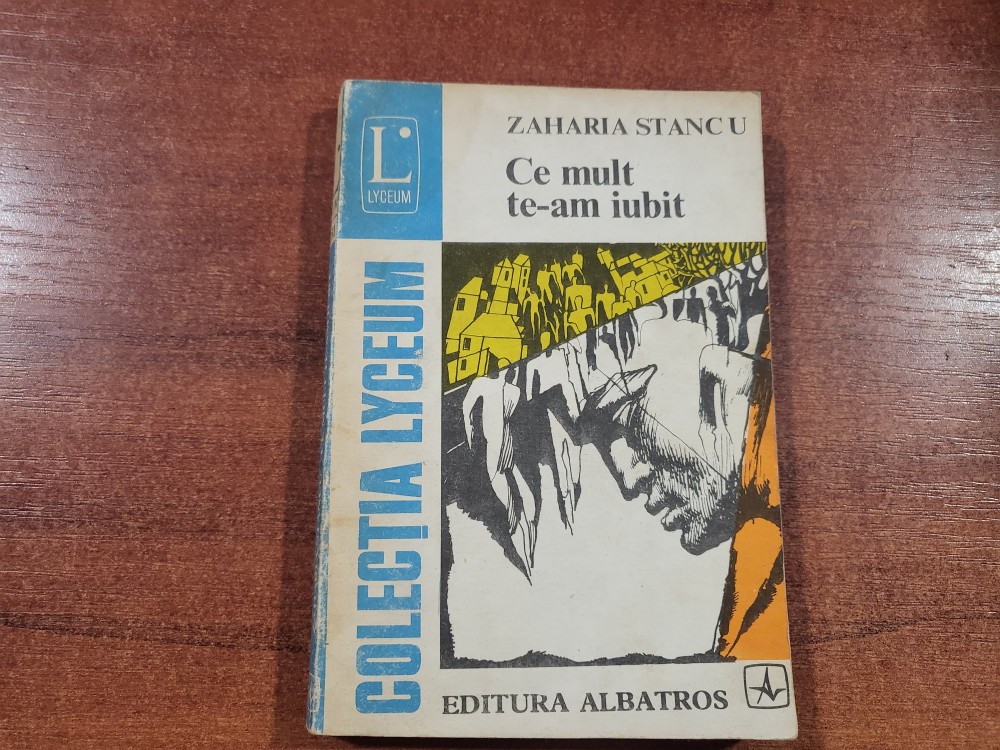 L
LYCEUM
ZAHARIA STANCU
Ce mult
te-am iubit
COLECȚIA LYCEUM
EDITURA ALBATROS